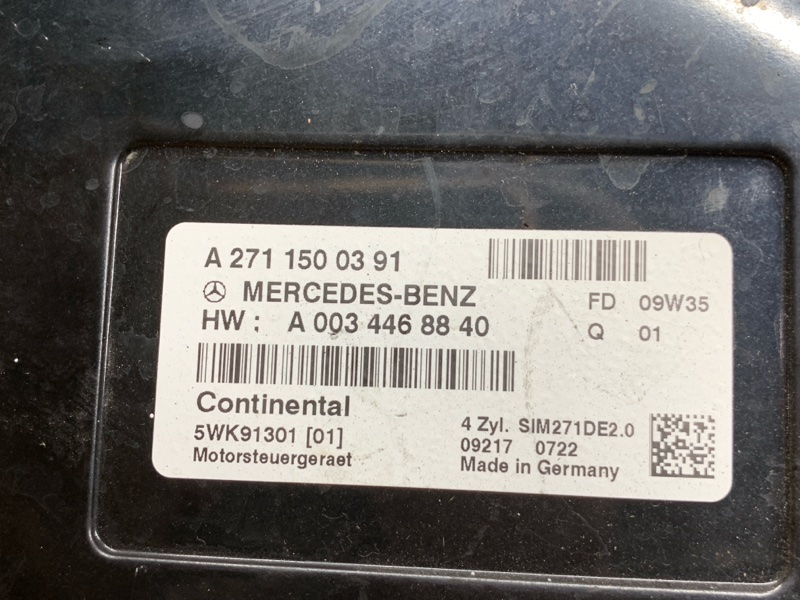 A 271 150 03 91
MERCEDES-BENZ
FD 09W35
HW : A 003 446 88 40
Q 01
Continental
5WK91301 [01]
Motorsteuergeraet
4 Zyl. SIM271DE2.0
09217 0722
Made in Germany